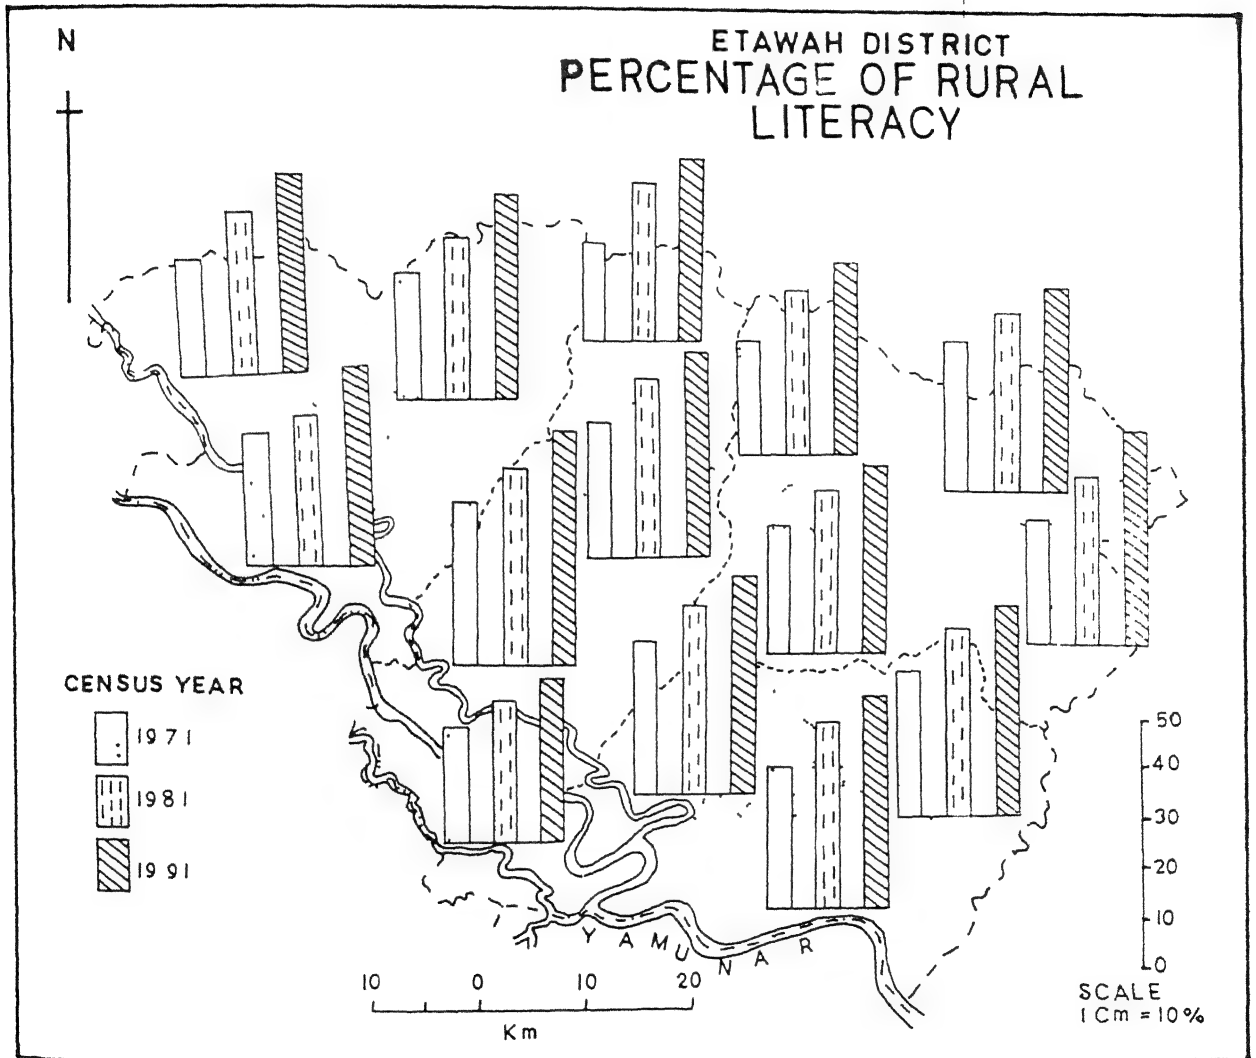 N
ETAWAH DISTRICT
PERCENTAGE OF RURAL
LITERACY
CENSUS YEAR
1971
1981
1991
50
40
30
20
10
0
SCALE
1 Cm = 10%
YAMUNA R
10 0 10 20
Km